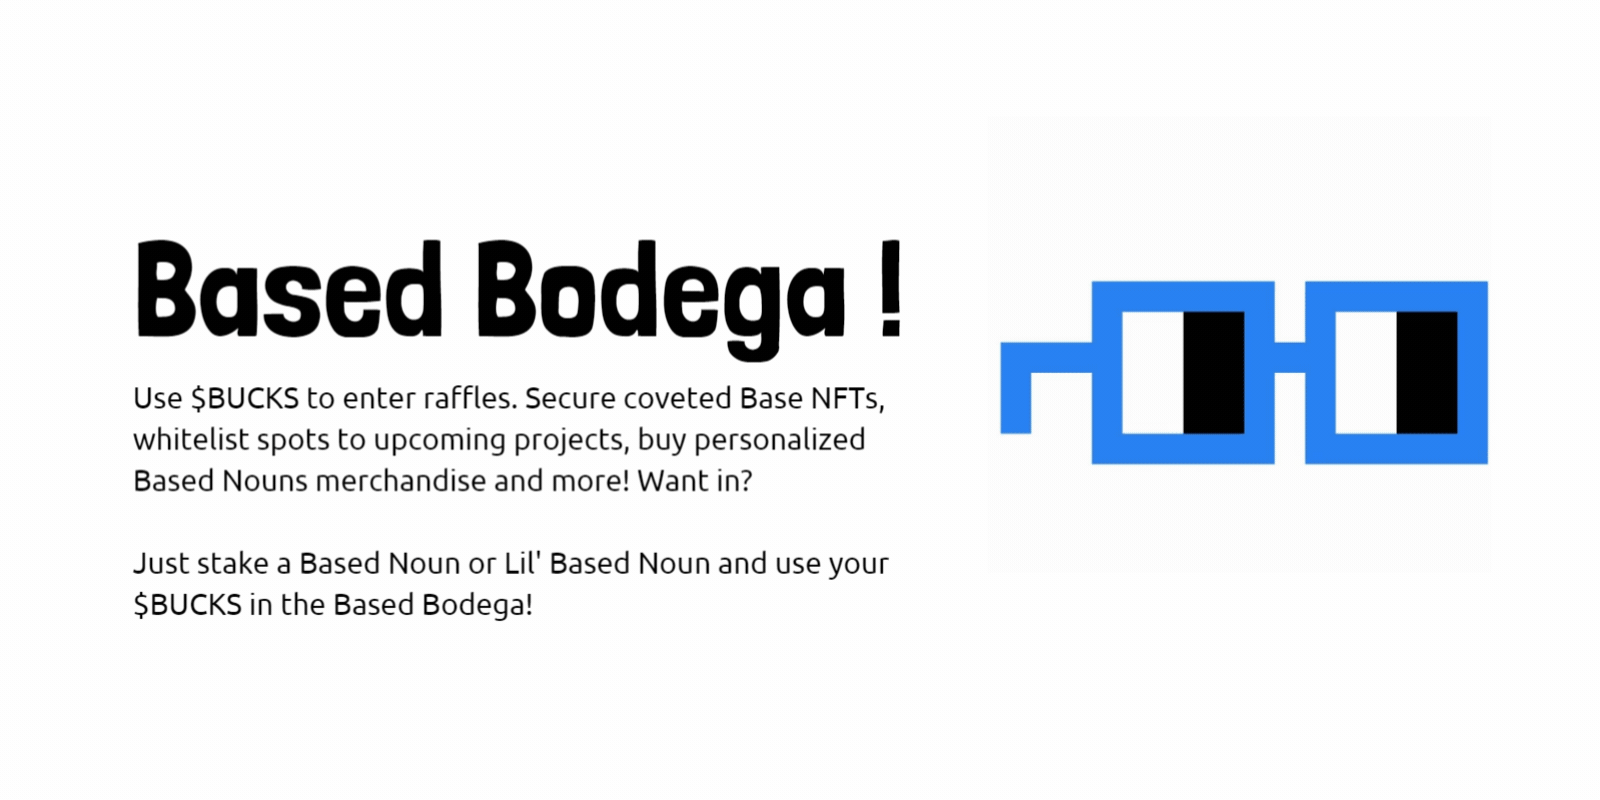 Based Bodega !
Use $BUCKS to enter raffles. Secure coveted Base NFTs,
whitelist spots to upcoming projects, buy personalized
Based Nouns merchandise and more! Want in?
Just stake a Based Noun or Lil' Based Noun and use your
$BUCKS in the Based Bodega!